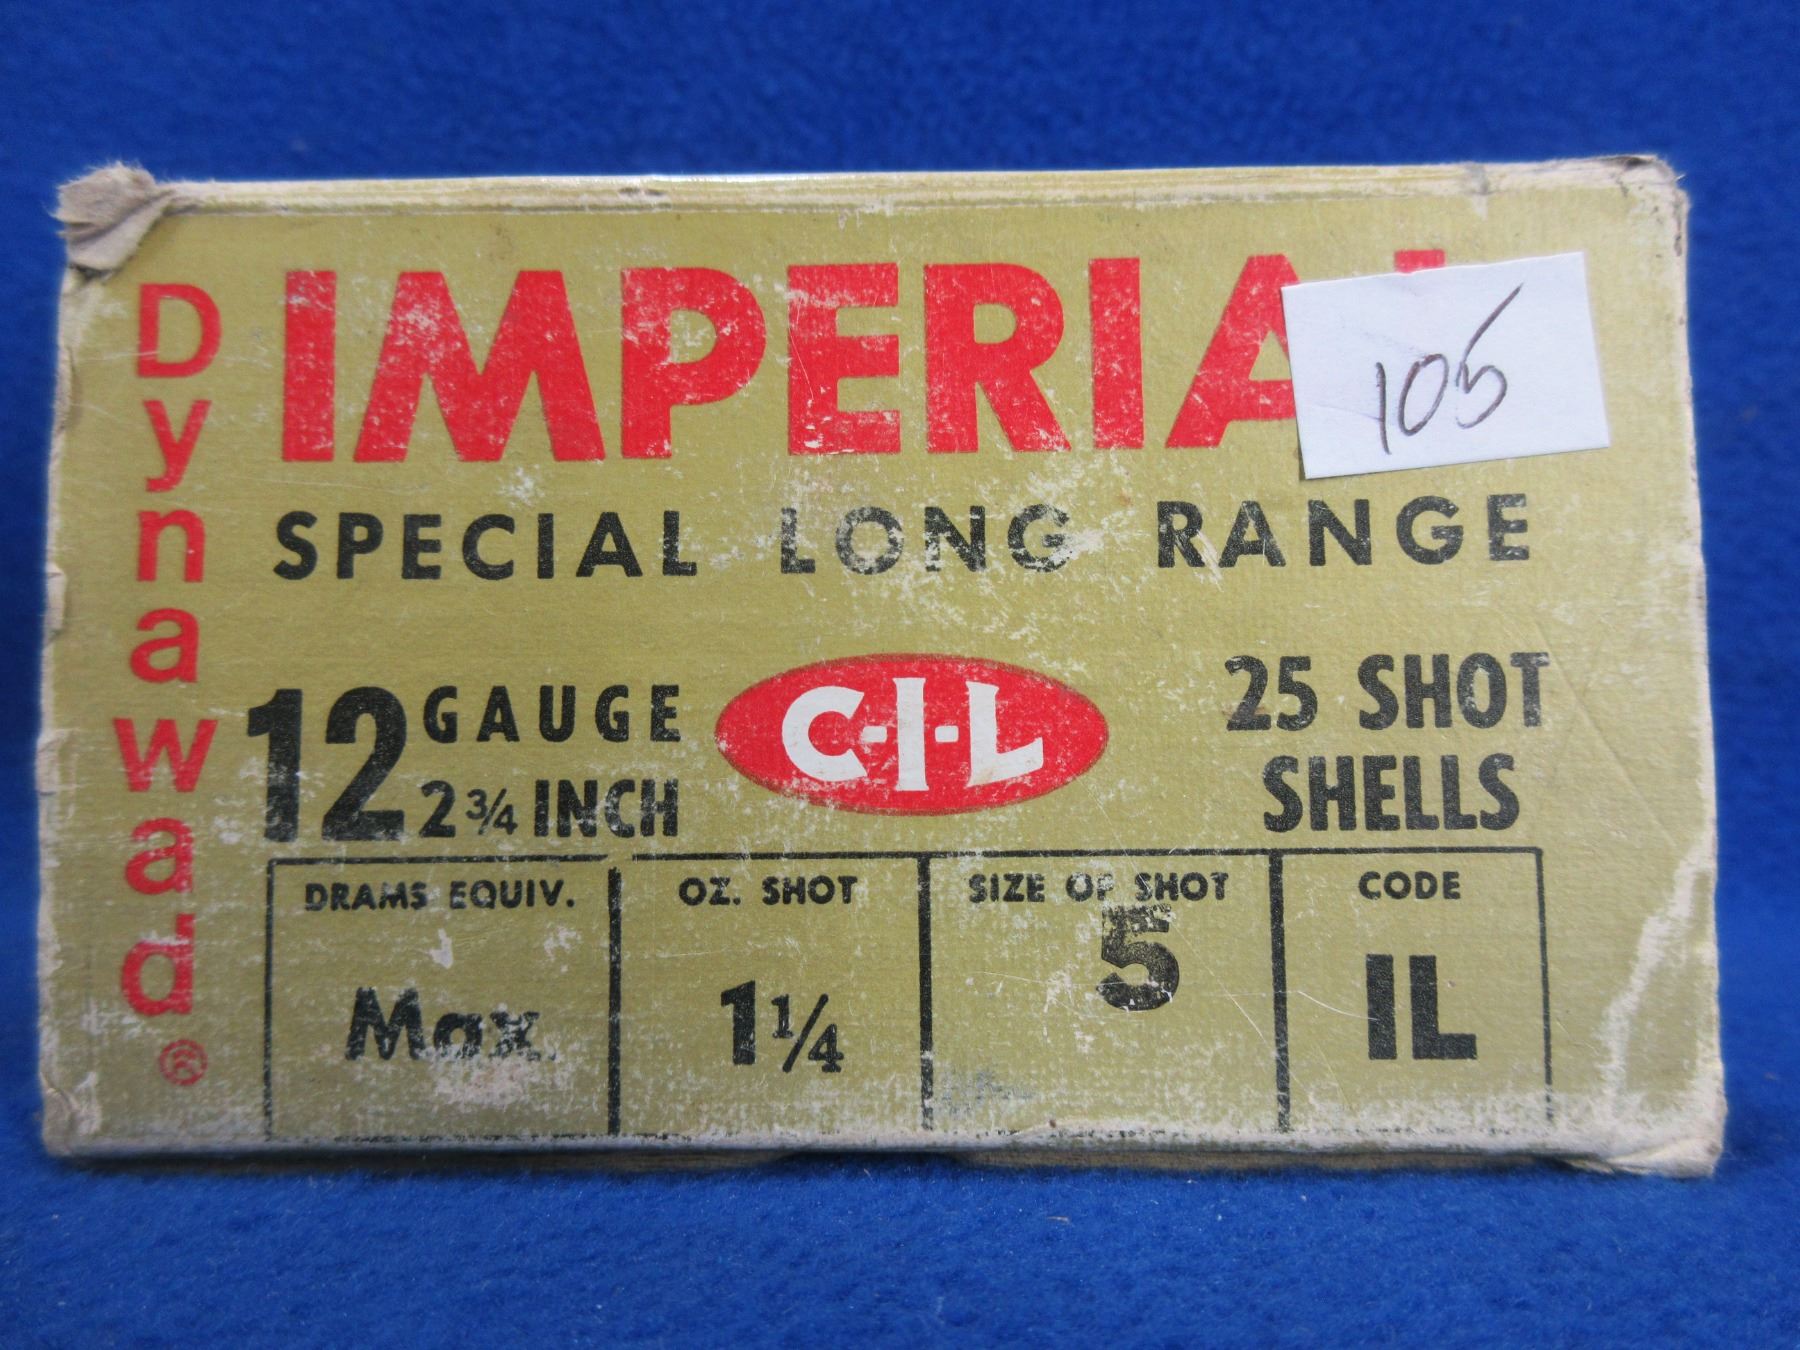 Dynawad®
IMPERIAL
105
SPECIAL LONG RANGE
12 GAUGE
2 3/4 INCH
C-I-L
25 SHOT
SHELLS
DRAMS EQUIV.
Max.
OZ. SHOT
1 1/4
SIZE OF SHOT
5
CODE
IL